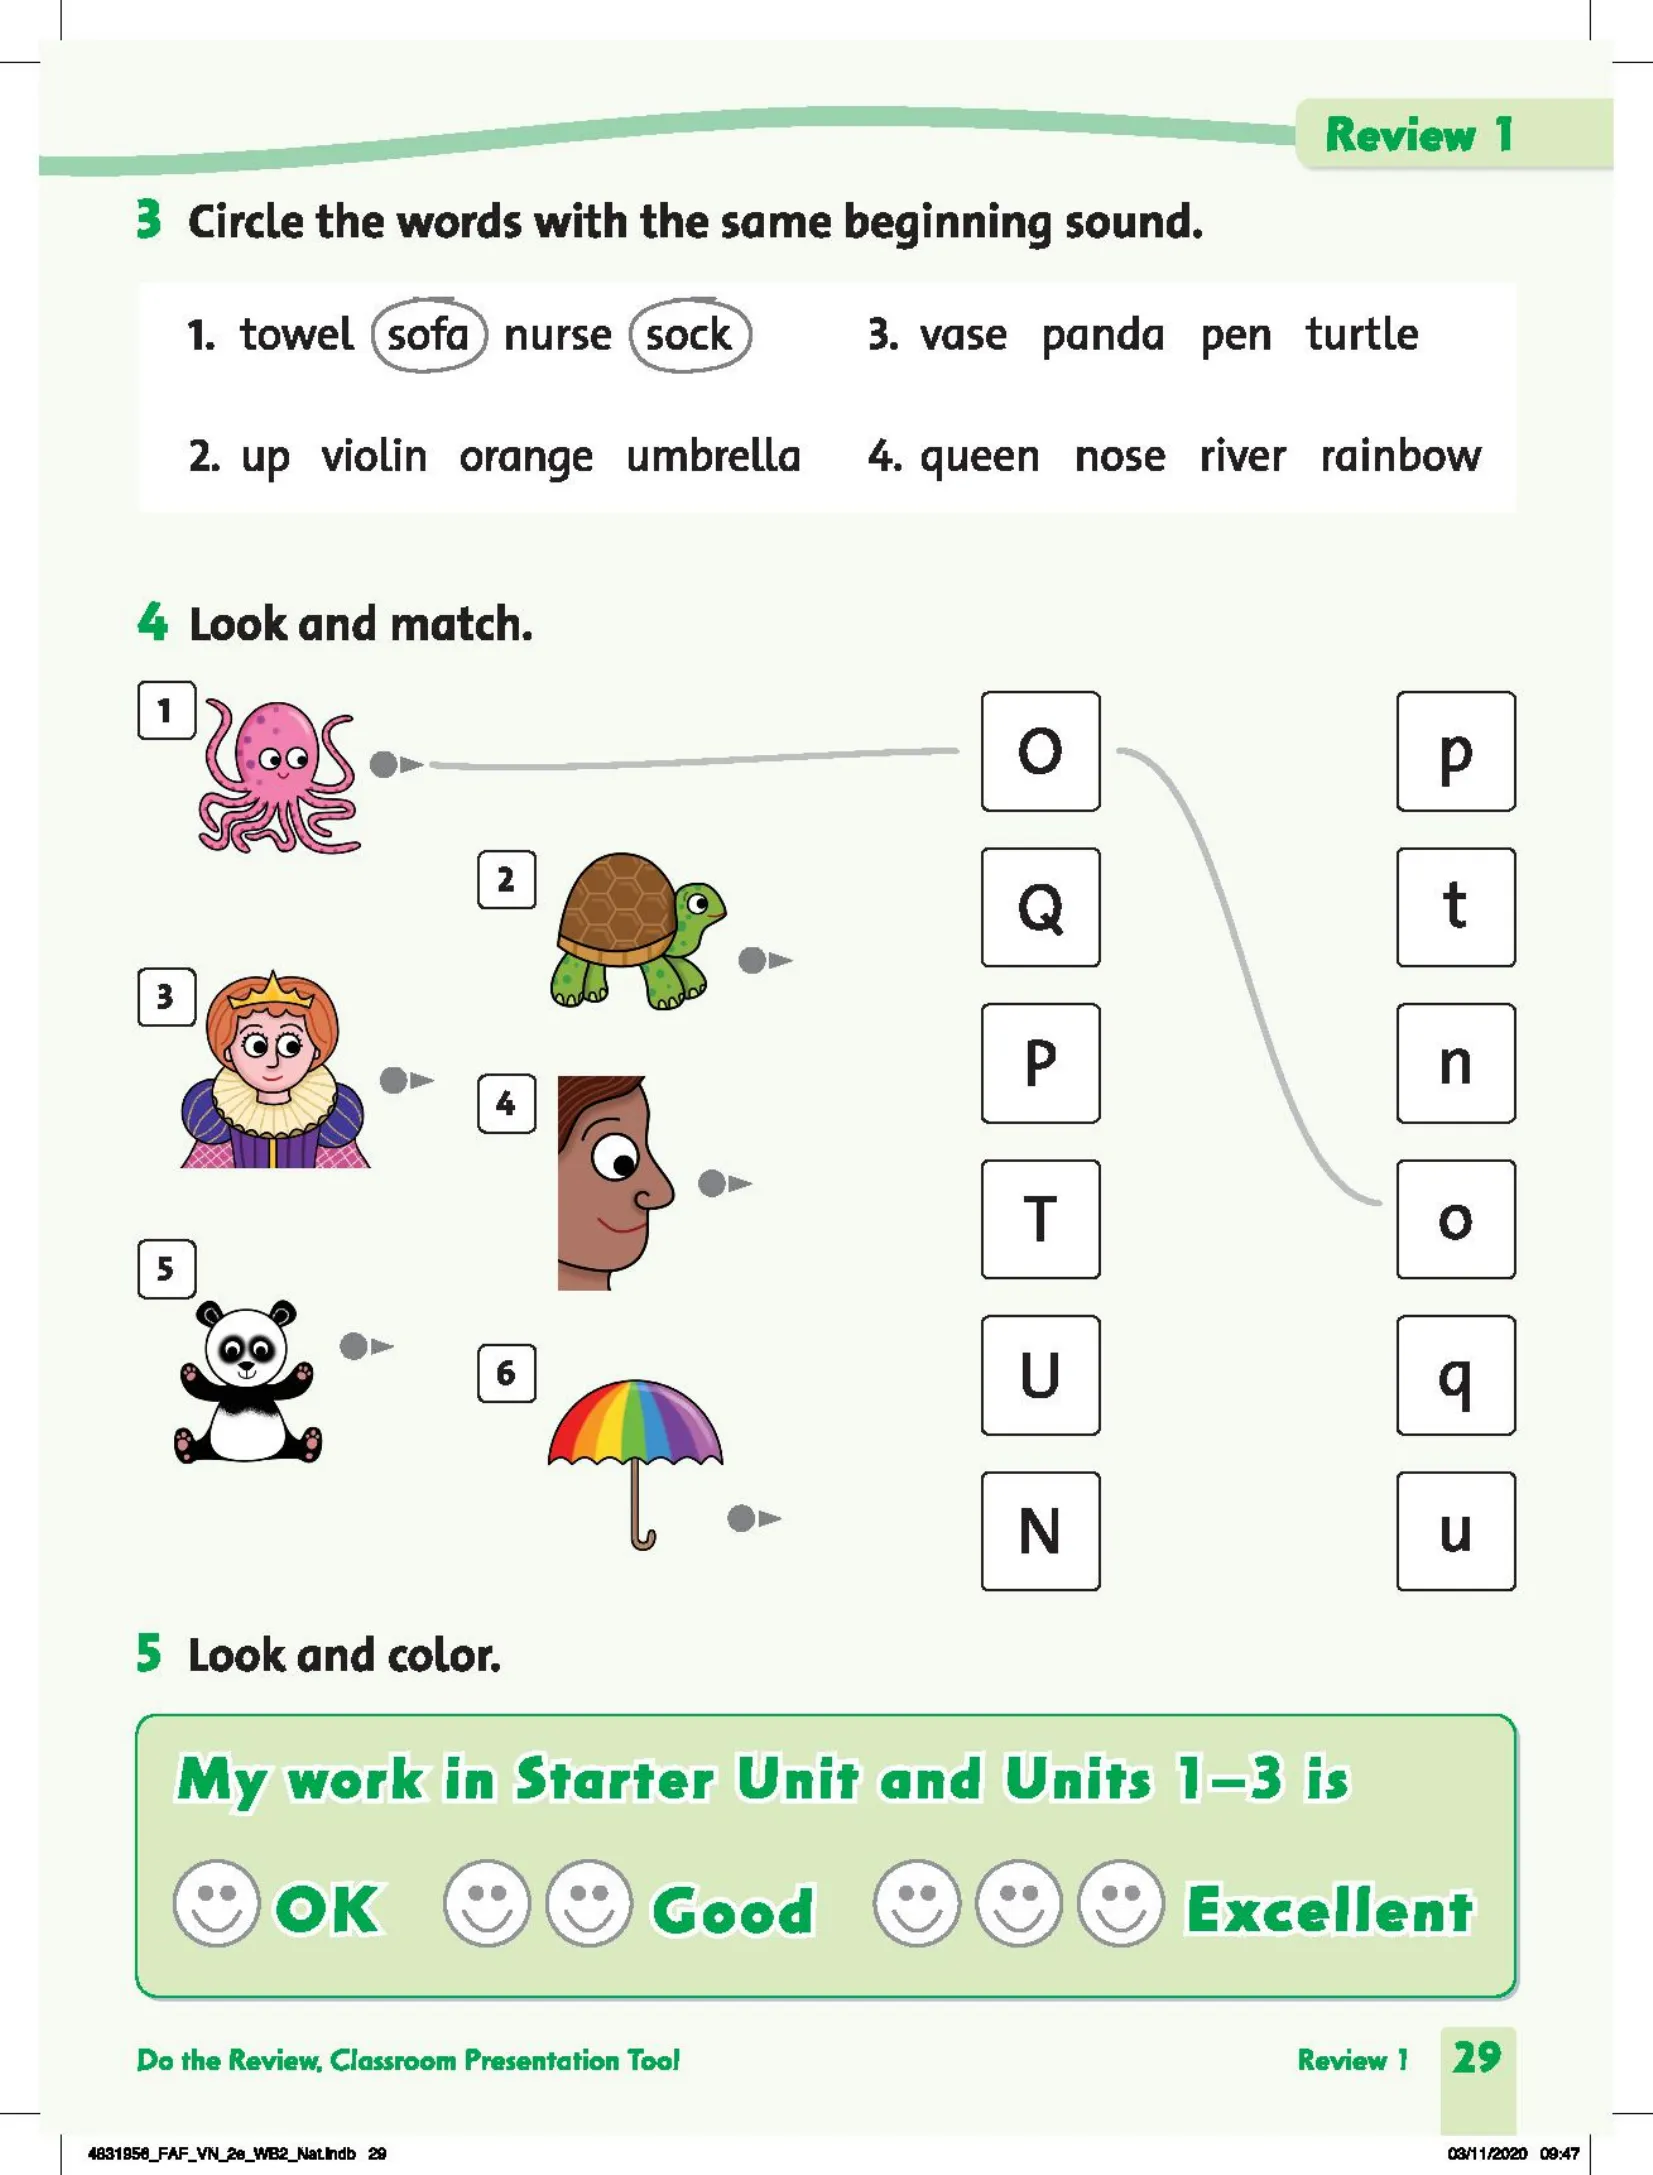 Review 1
3 Circle the words with the same beginning sound.
1. towel sofa nurse sock
3. vase panda pen turtle
2. up violin orange umbrella
4. queen nose river rainbow
4 Look and match.
1
2
3
4
5
6
O p
Q t
P n
T o
U q
N u
5 Look and color.
My work in Starter Unit and Units 1–3 is
OK Good Excellent
Do the Review, Classroom Presentation Tool
Review 1 29
4831956_FAF_VN_2e_WB2_Nat.indb 29
03/11/2020 09:47